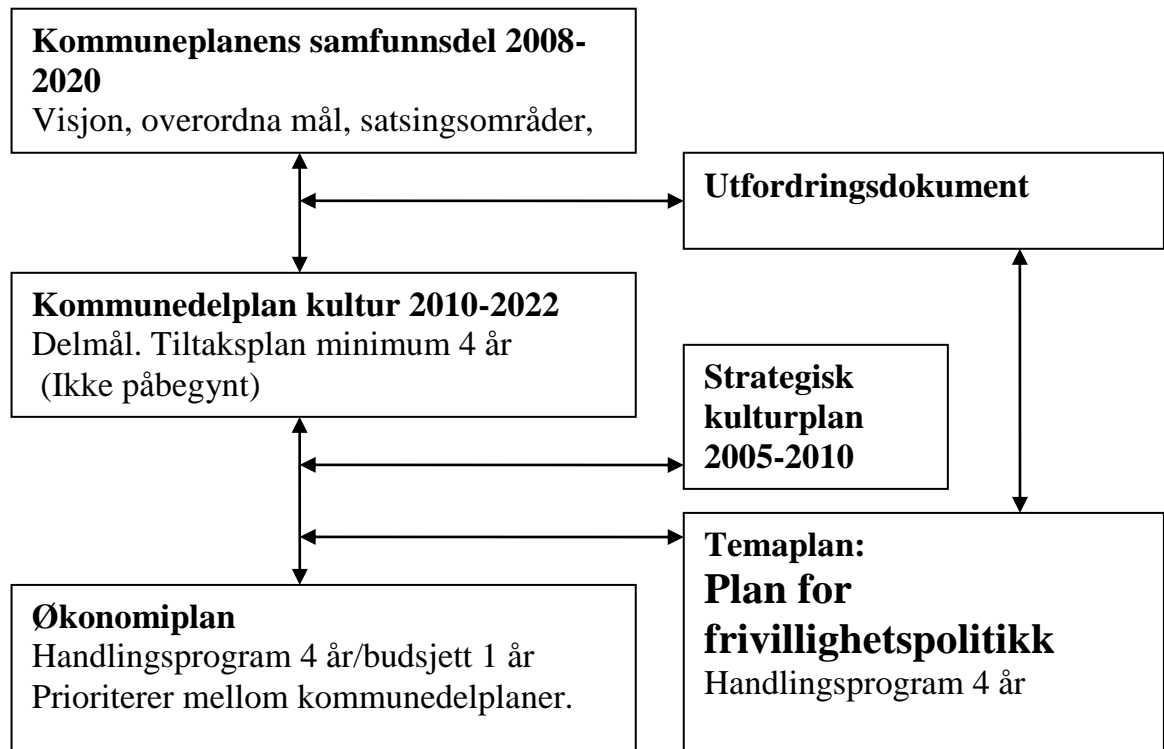 Kommuneplanens samfunnsdel 2008-
2020
Visjon, overordna mål, satsingsområder,
Utfordringsdokument
Kommunedelplan kultur 2010-2022
Delmål. Tiltaksplan minimum 4 år
(Ikke påbegynt)
Strategisk
kulturplan
2005-2010
Temaplan:
Plan for
frivillighetspolitikk
Handlingsprogram 4 år
Økonomiplan
Handlingsprogram 4 år/budsjett 1 år
Prioriterer mellom kommunedelplaner.